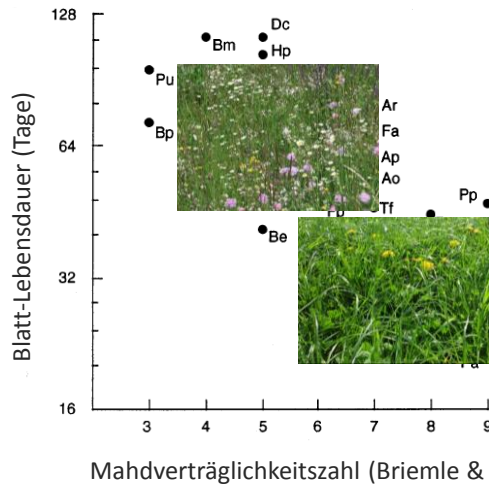 128
Dc
Bm
Hp
Pu
Ar
Bp
Fa
64
Ap
Ao
Pp
Tf
Be
32
16
3 4 5 6 7 8 9
Blatt-Lebensdauer (Tage)
Mahdverträglichkeitszahl (Briemle &